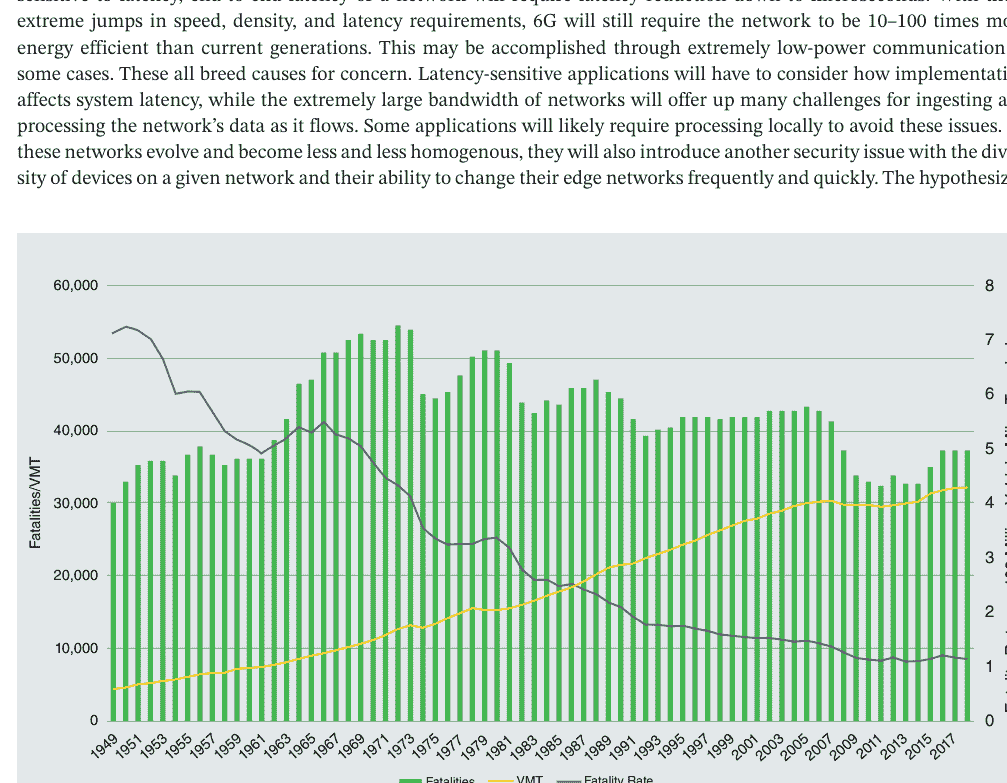 extreme jumps in speed, density, and latency requirements, 6G will still require the network to be 10–100 times
energy efficient than current generations. This may be accomplished through extremely low-power communication
some cases. These all breed causes for concern. Latency-sensitive applications will have to consider how
affects system latency, while the extremely large bandwidth of networks will offer up many challenges for ingesting
processing the network's data as it flows. Some applications will likely require processing locally to avoid these issues.
these networks evolve and become less and less homogenous, they will also introduce another security issue with the
sity of devices on a given network and their ability to change their edge networks frequently and quickly. The
60,000
50,000
40,000
30,000
20,000
10,000
0
Fatalities/VMT
8
7
6
5
4
3
2
1
0
1949 1951 1953 1955 1957 1959 1961 1963 1965 1967 1969 1971 1973 1975 1977 1979 1981 1983 1985 1987 1989 1991 1993 1995 1997 1999 2001 2003 2005 2007 2009 2011 2013 2015 2017
Fatalities VMT Fatality Rate